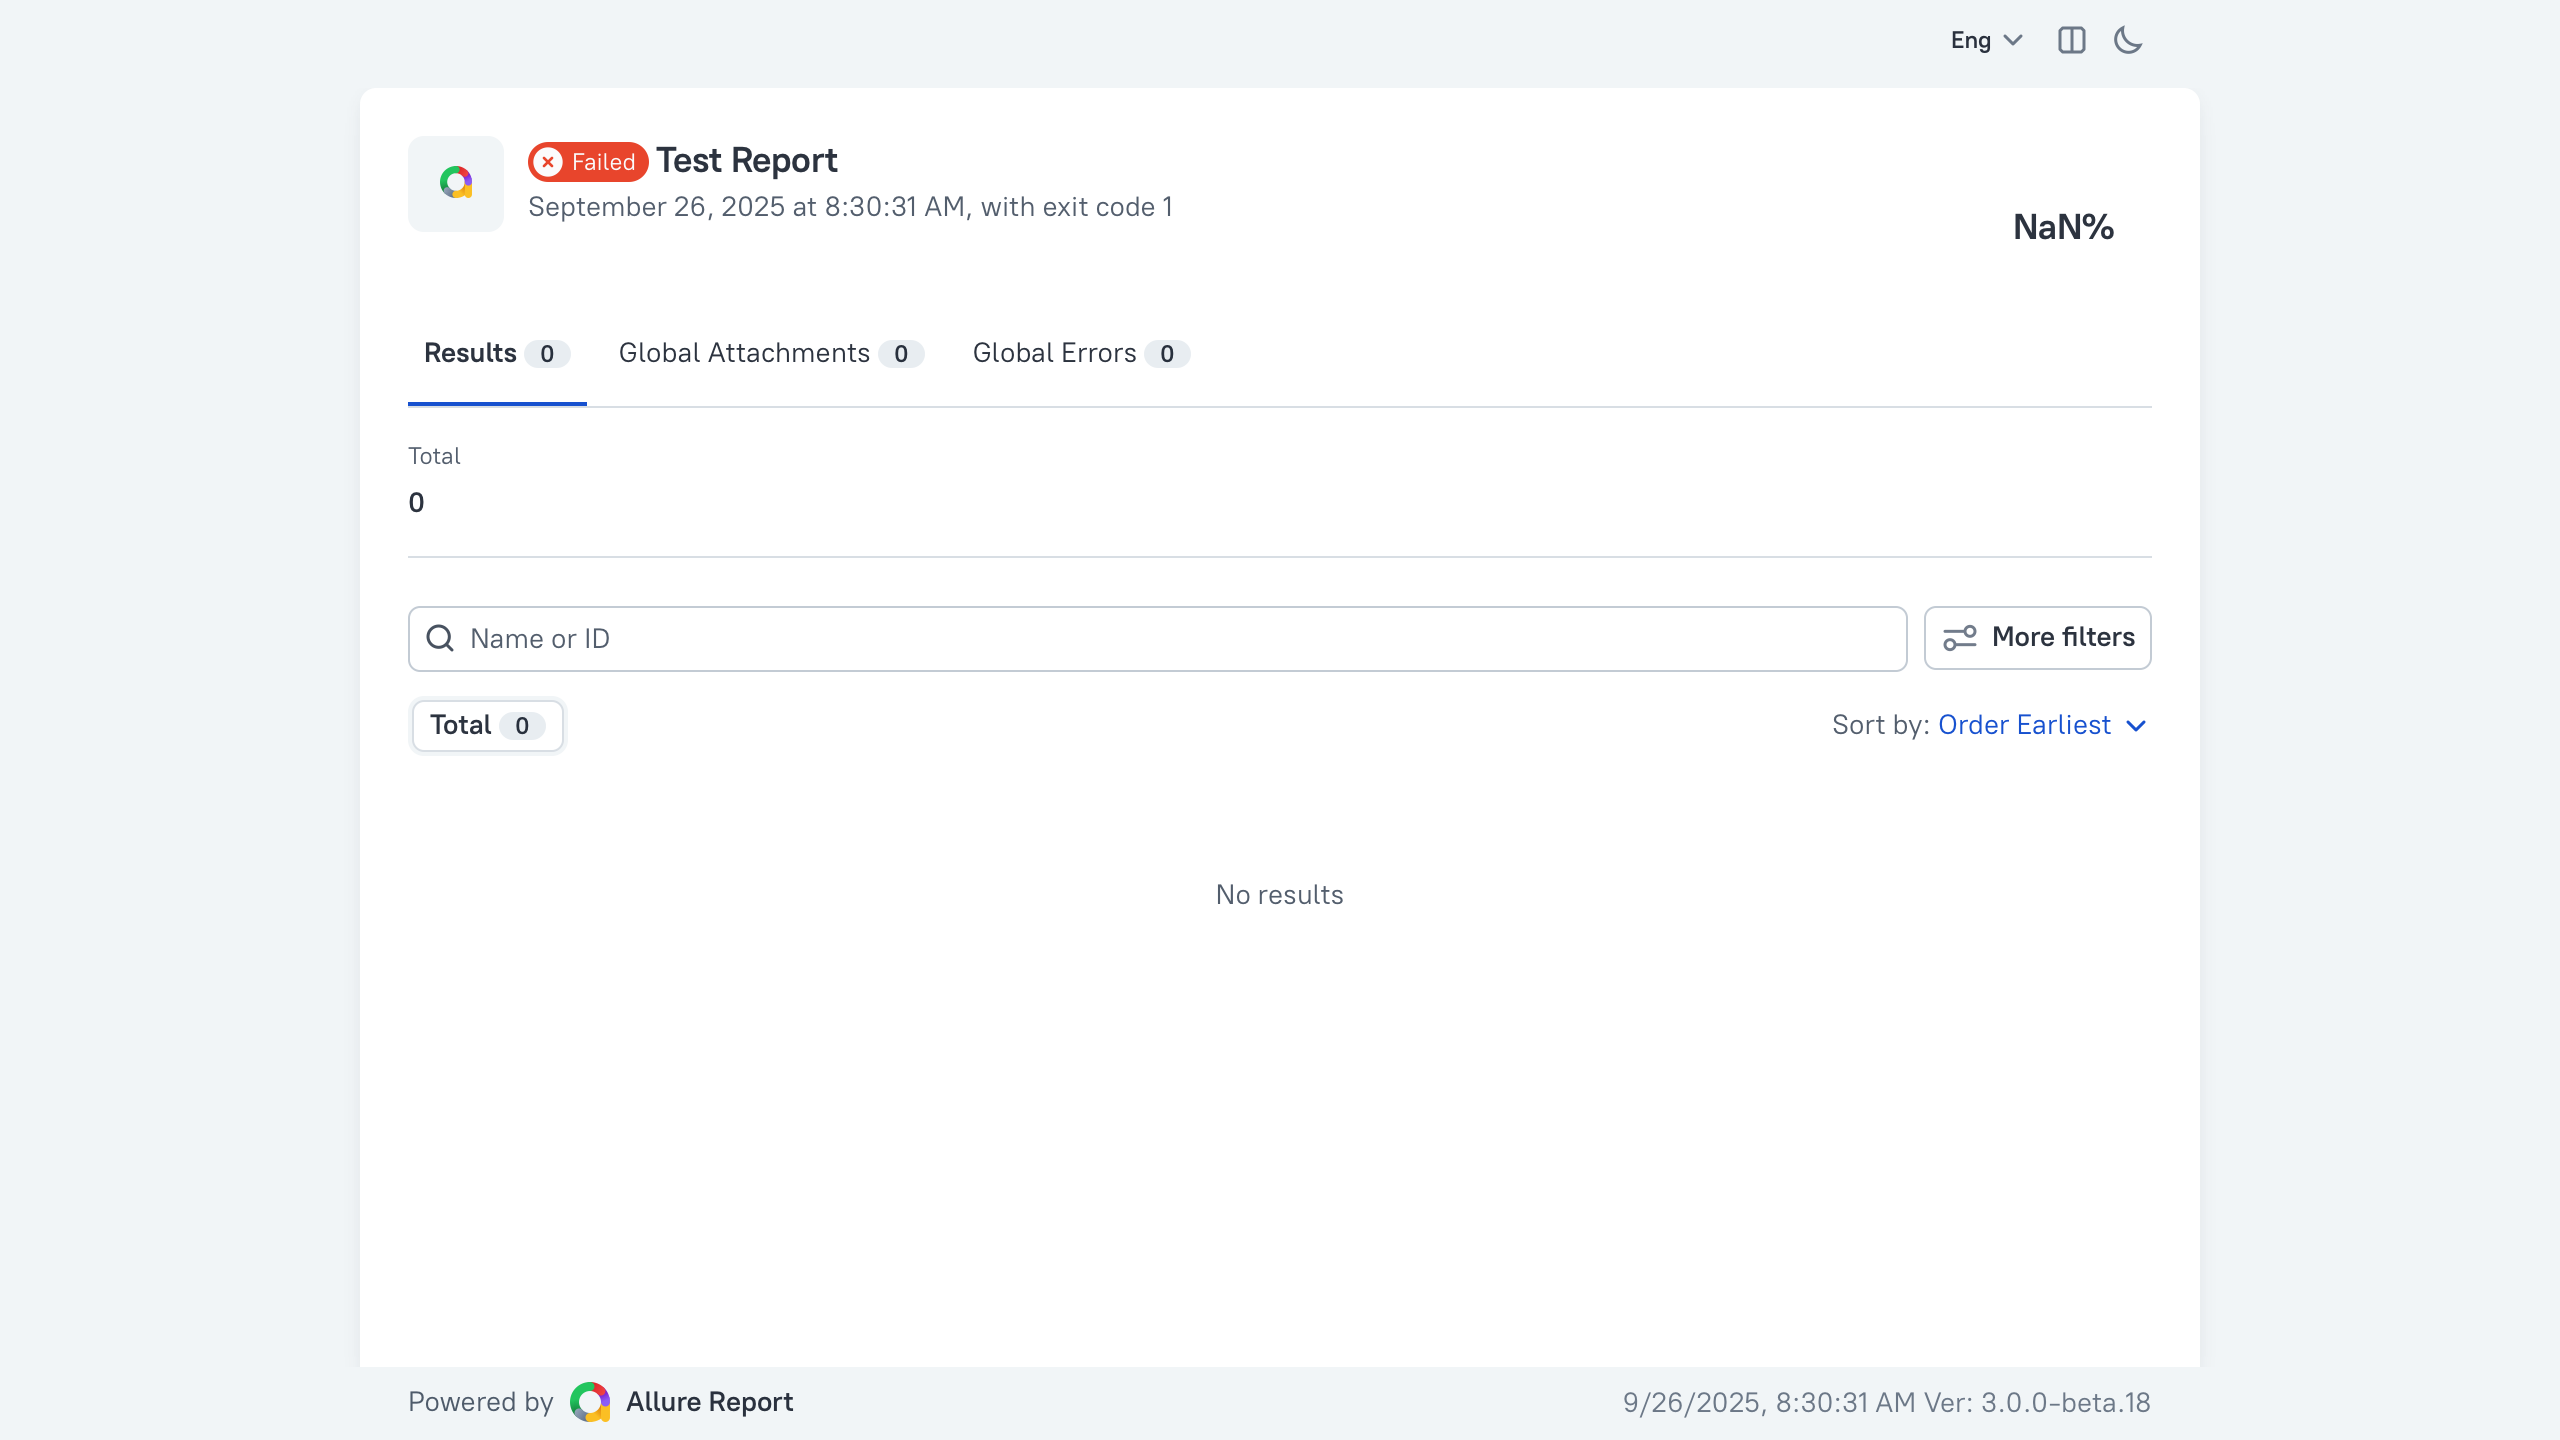 Eng
Failed Test Report
September 26, 2025 at 8:30:31 AM, with exit code 1
NaN%
Results 0 Global Attachments 0 Global Errors 0
Total
0
Name or ID More filters
Total 0 Sort by: Order Earliest
No results
Powered by Allure Report 9/26/2025, 8:30:31 AM Ver: 3.0.0-beta.18